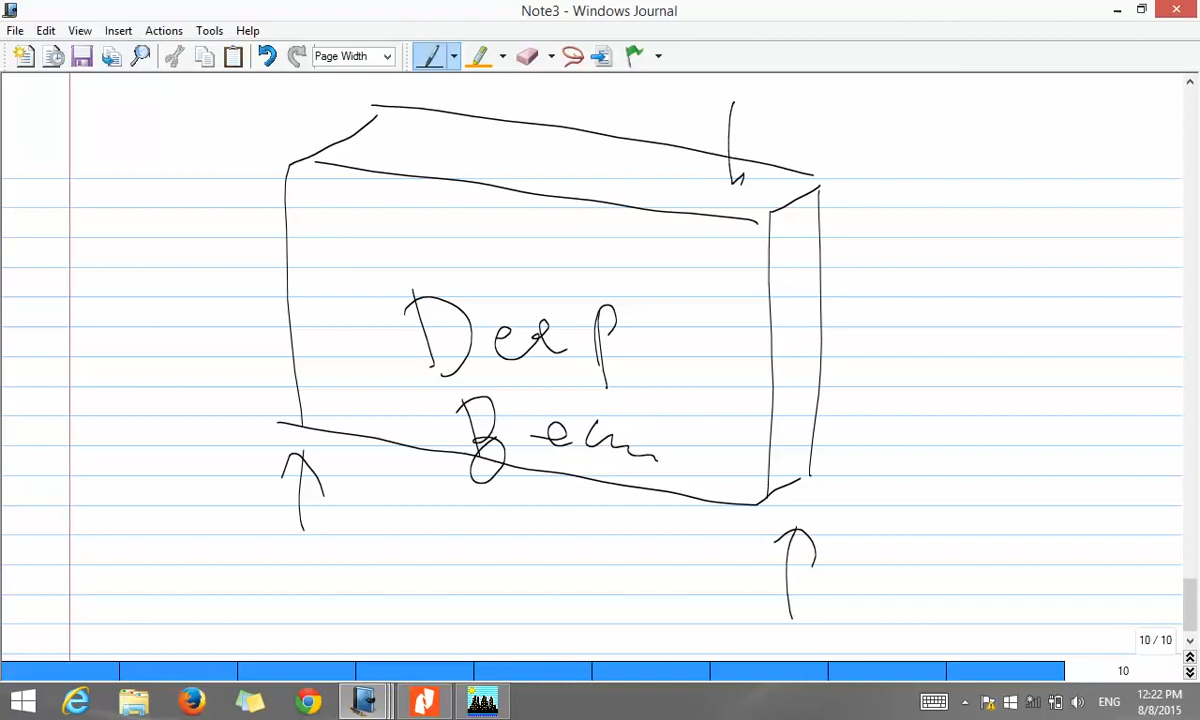 Note3 - Windows Journal
File Edit View Insert Actions Tools Help
Page Width
Deep
Beam
10 / 10
10
ENG
12:22 PM
8/8/2015